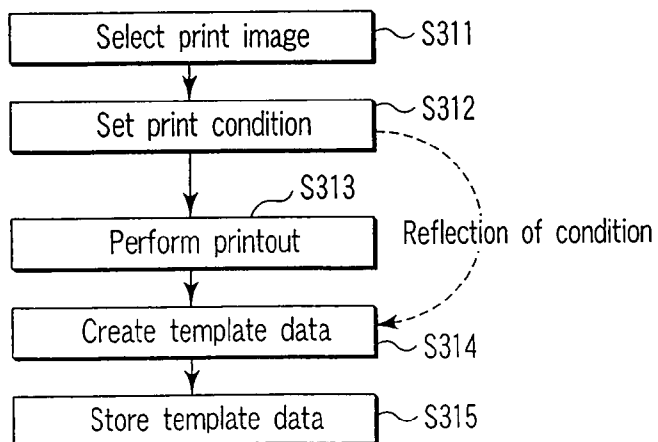 Select print image
S311
Set print condition
S312
S313
Perform printout
Reflection of condition
Create template data
S314
Store template data
S315